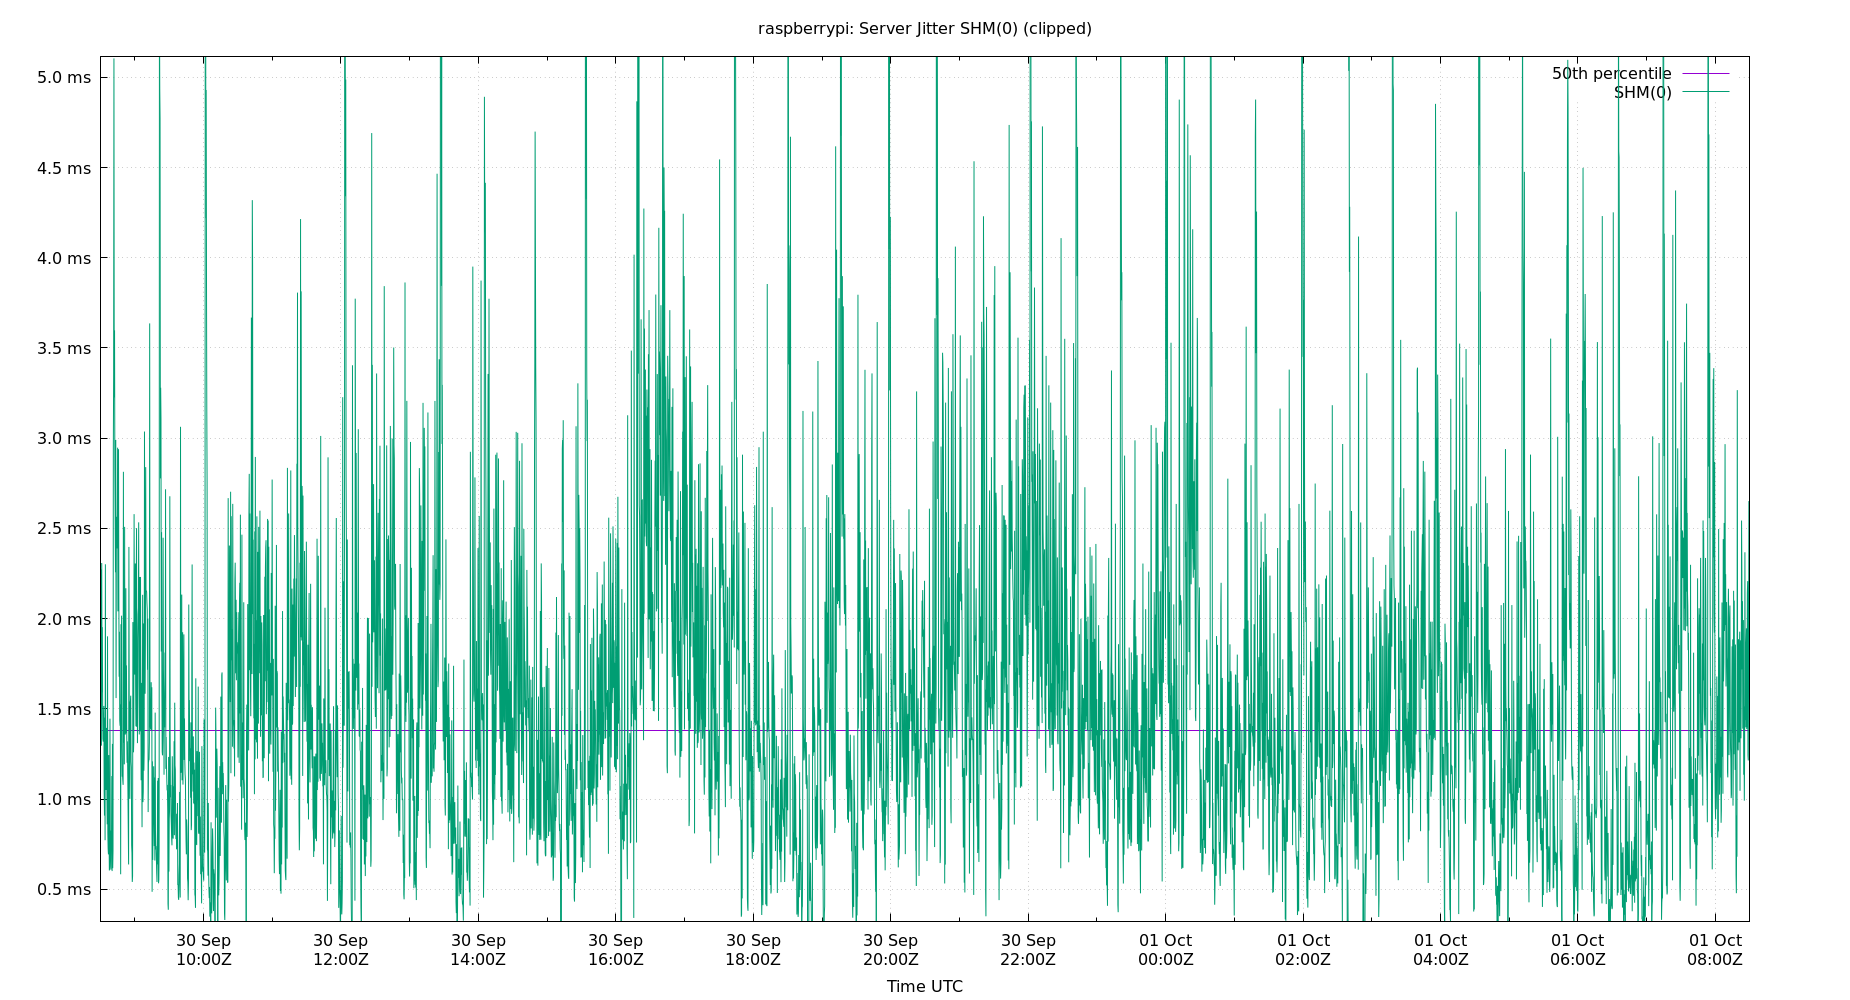 raspberrypi: Server Jitter SHM(0) (clipped)
50th percentile
SHM(0)
5.0 ms
4.5 ms
4.0 ms
3.5 ms
3.0 ms
2.5 ms
2.0 ms
1.5 ms
1.0 ms
0.5 ms
30 Sep 30 Sep 30 Sep 30 Sep 30 Sep 30 Sep 30 Sep 01 Oct 01 Oct 01 Oct 01 Oct 01 Oct
10:00Z 12:00Z 14:00Z 16:00Z 18:00Z 20:00Z 22:00Z 00:00Z 02:00Z 04:00Z 06:00Z 08:00Z
Time UTC